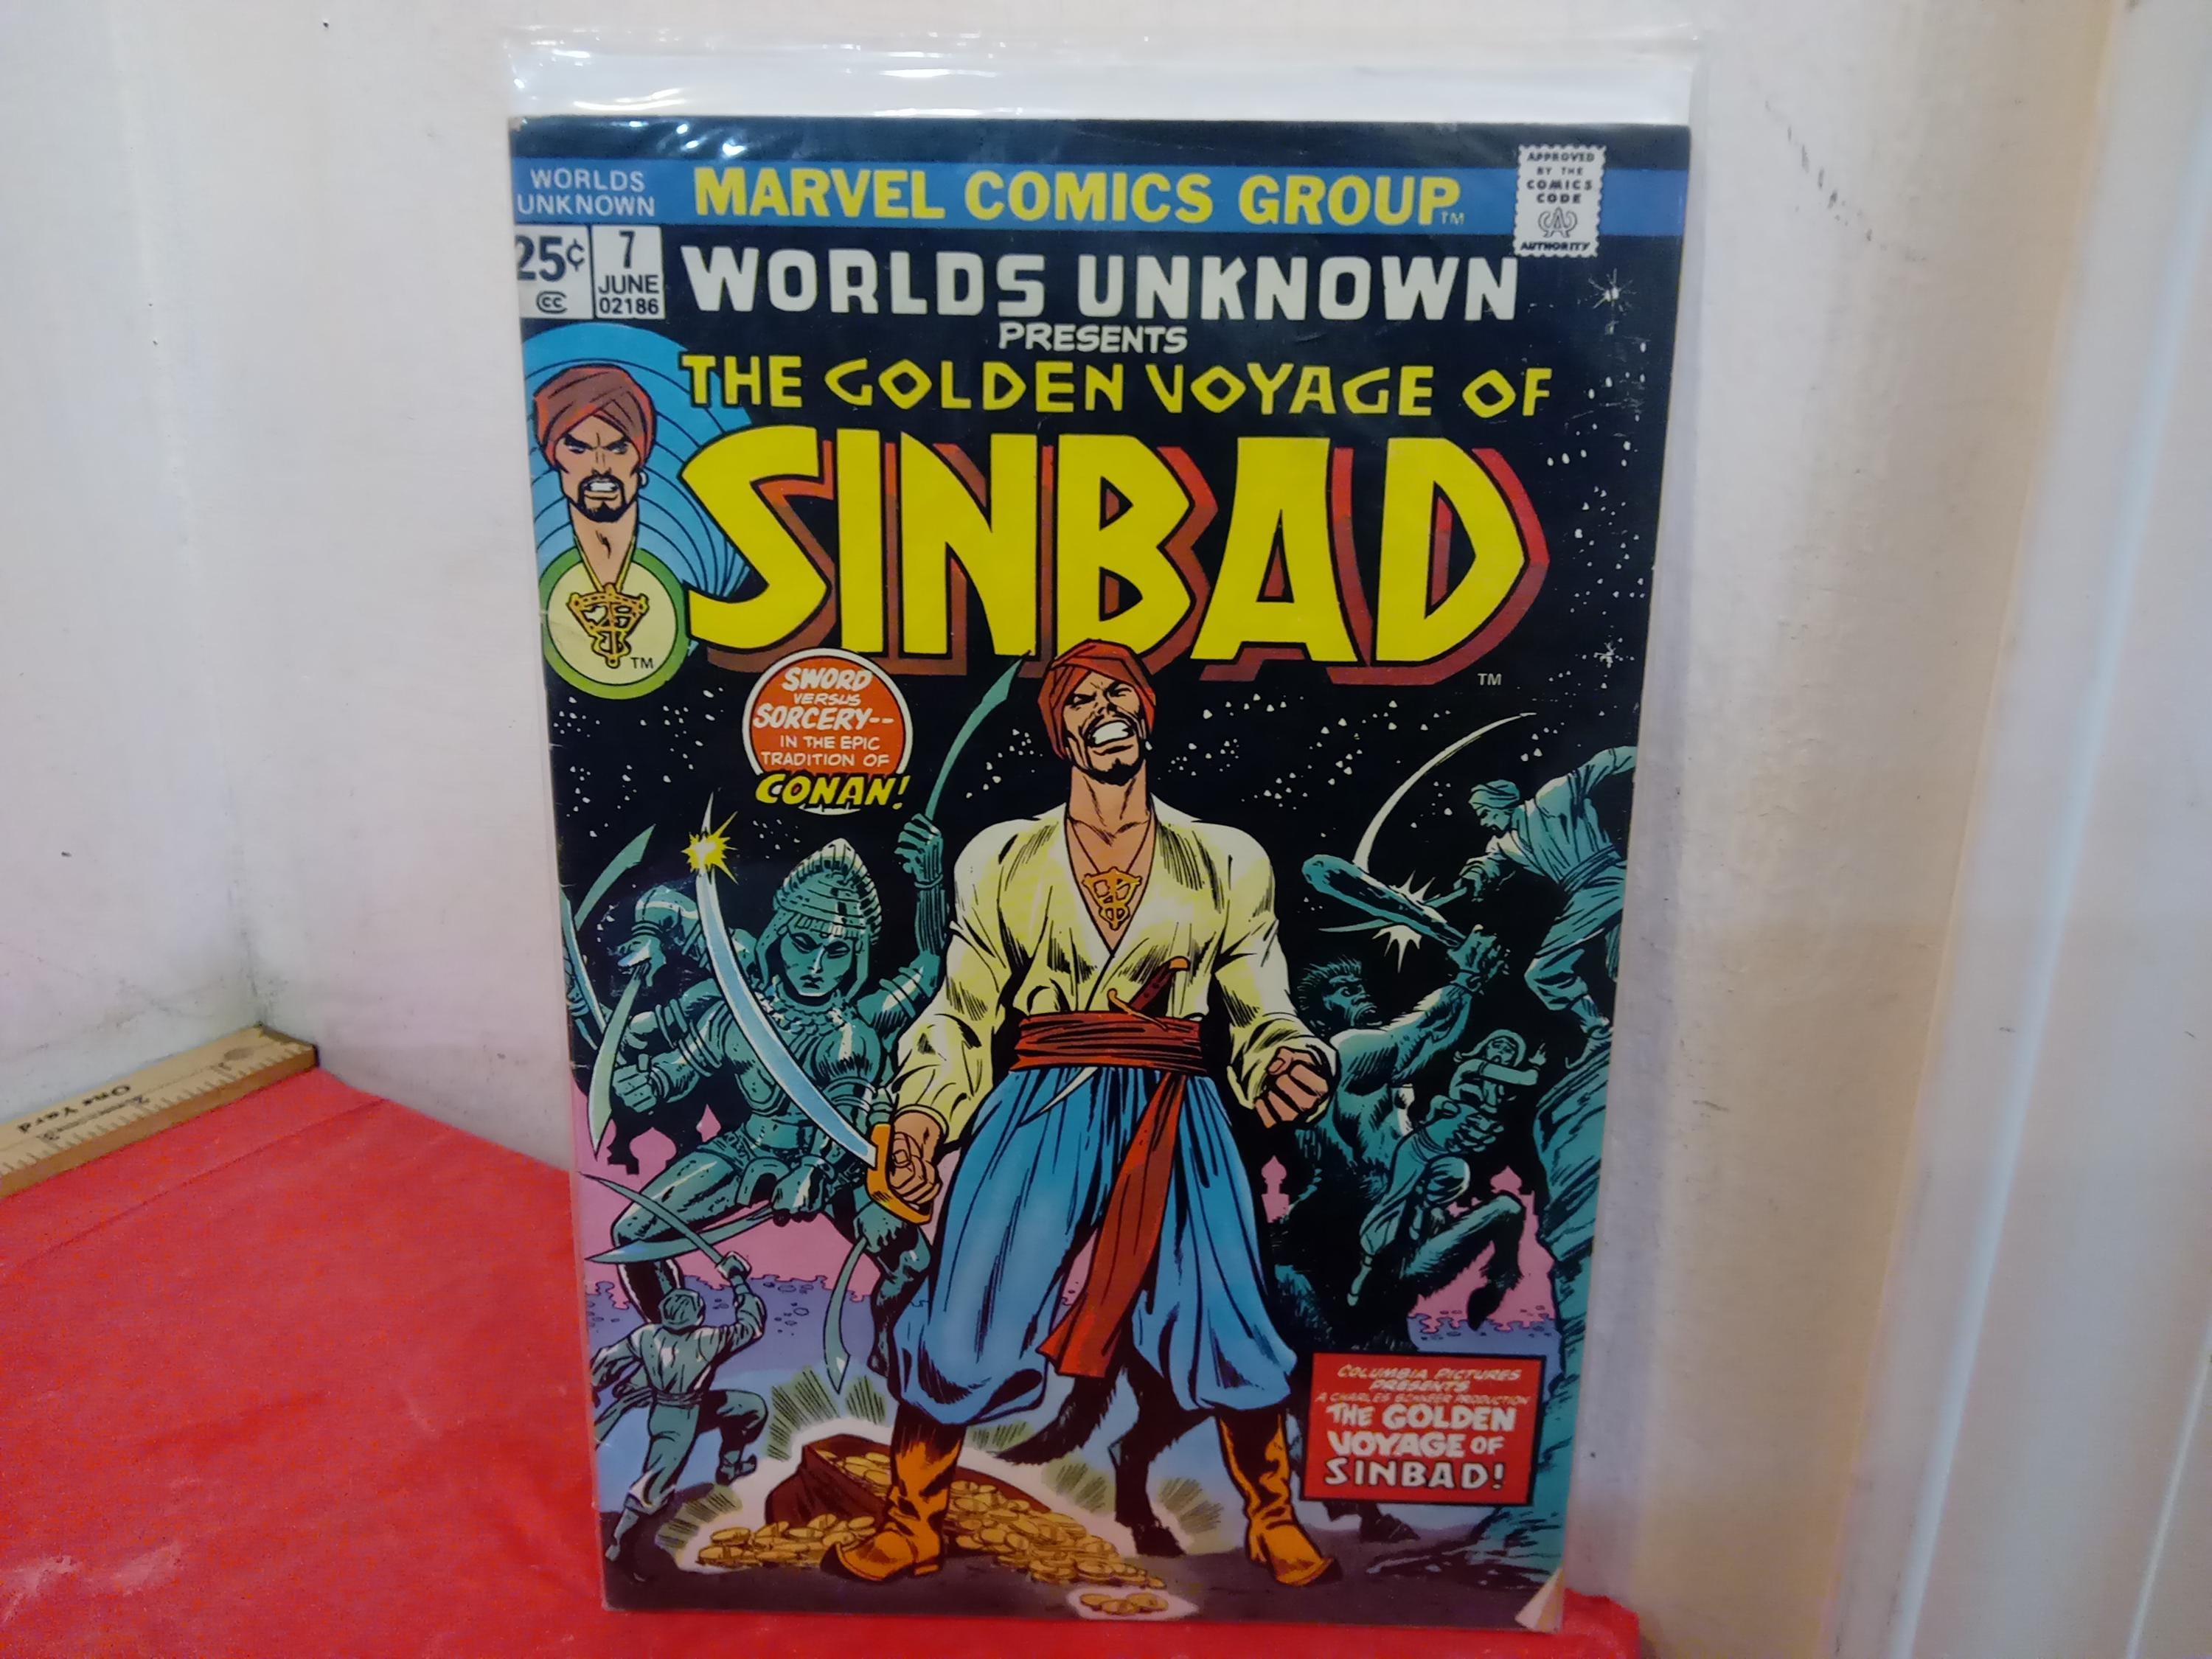 WORLDS
UNKNOWN
MARVEL COMICS GROUP TM
APPROVED
BY THE
COMICS
CODE
CA
AUTHORITY
25¢
CC
7
JUNE
02186
WORLDS UNKNOWN
PRESENTS
THE GOLDEN VOYAGE OF
SINBAD
TM
TM
SWORD
VERSUS
SORCERY--
IN THE EPIC
TRADITION OF
CONAN!
COLUMBIA PICTURES
PRESENTS
A CHARLES SCHNEER PRODUCTION
THE GOLDEN
VOYAGE OF
SINBAD!
One Yard